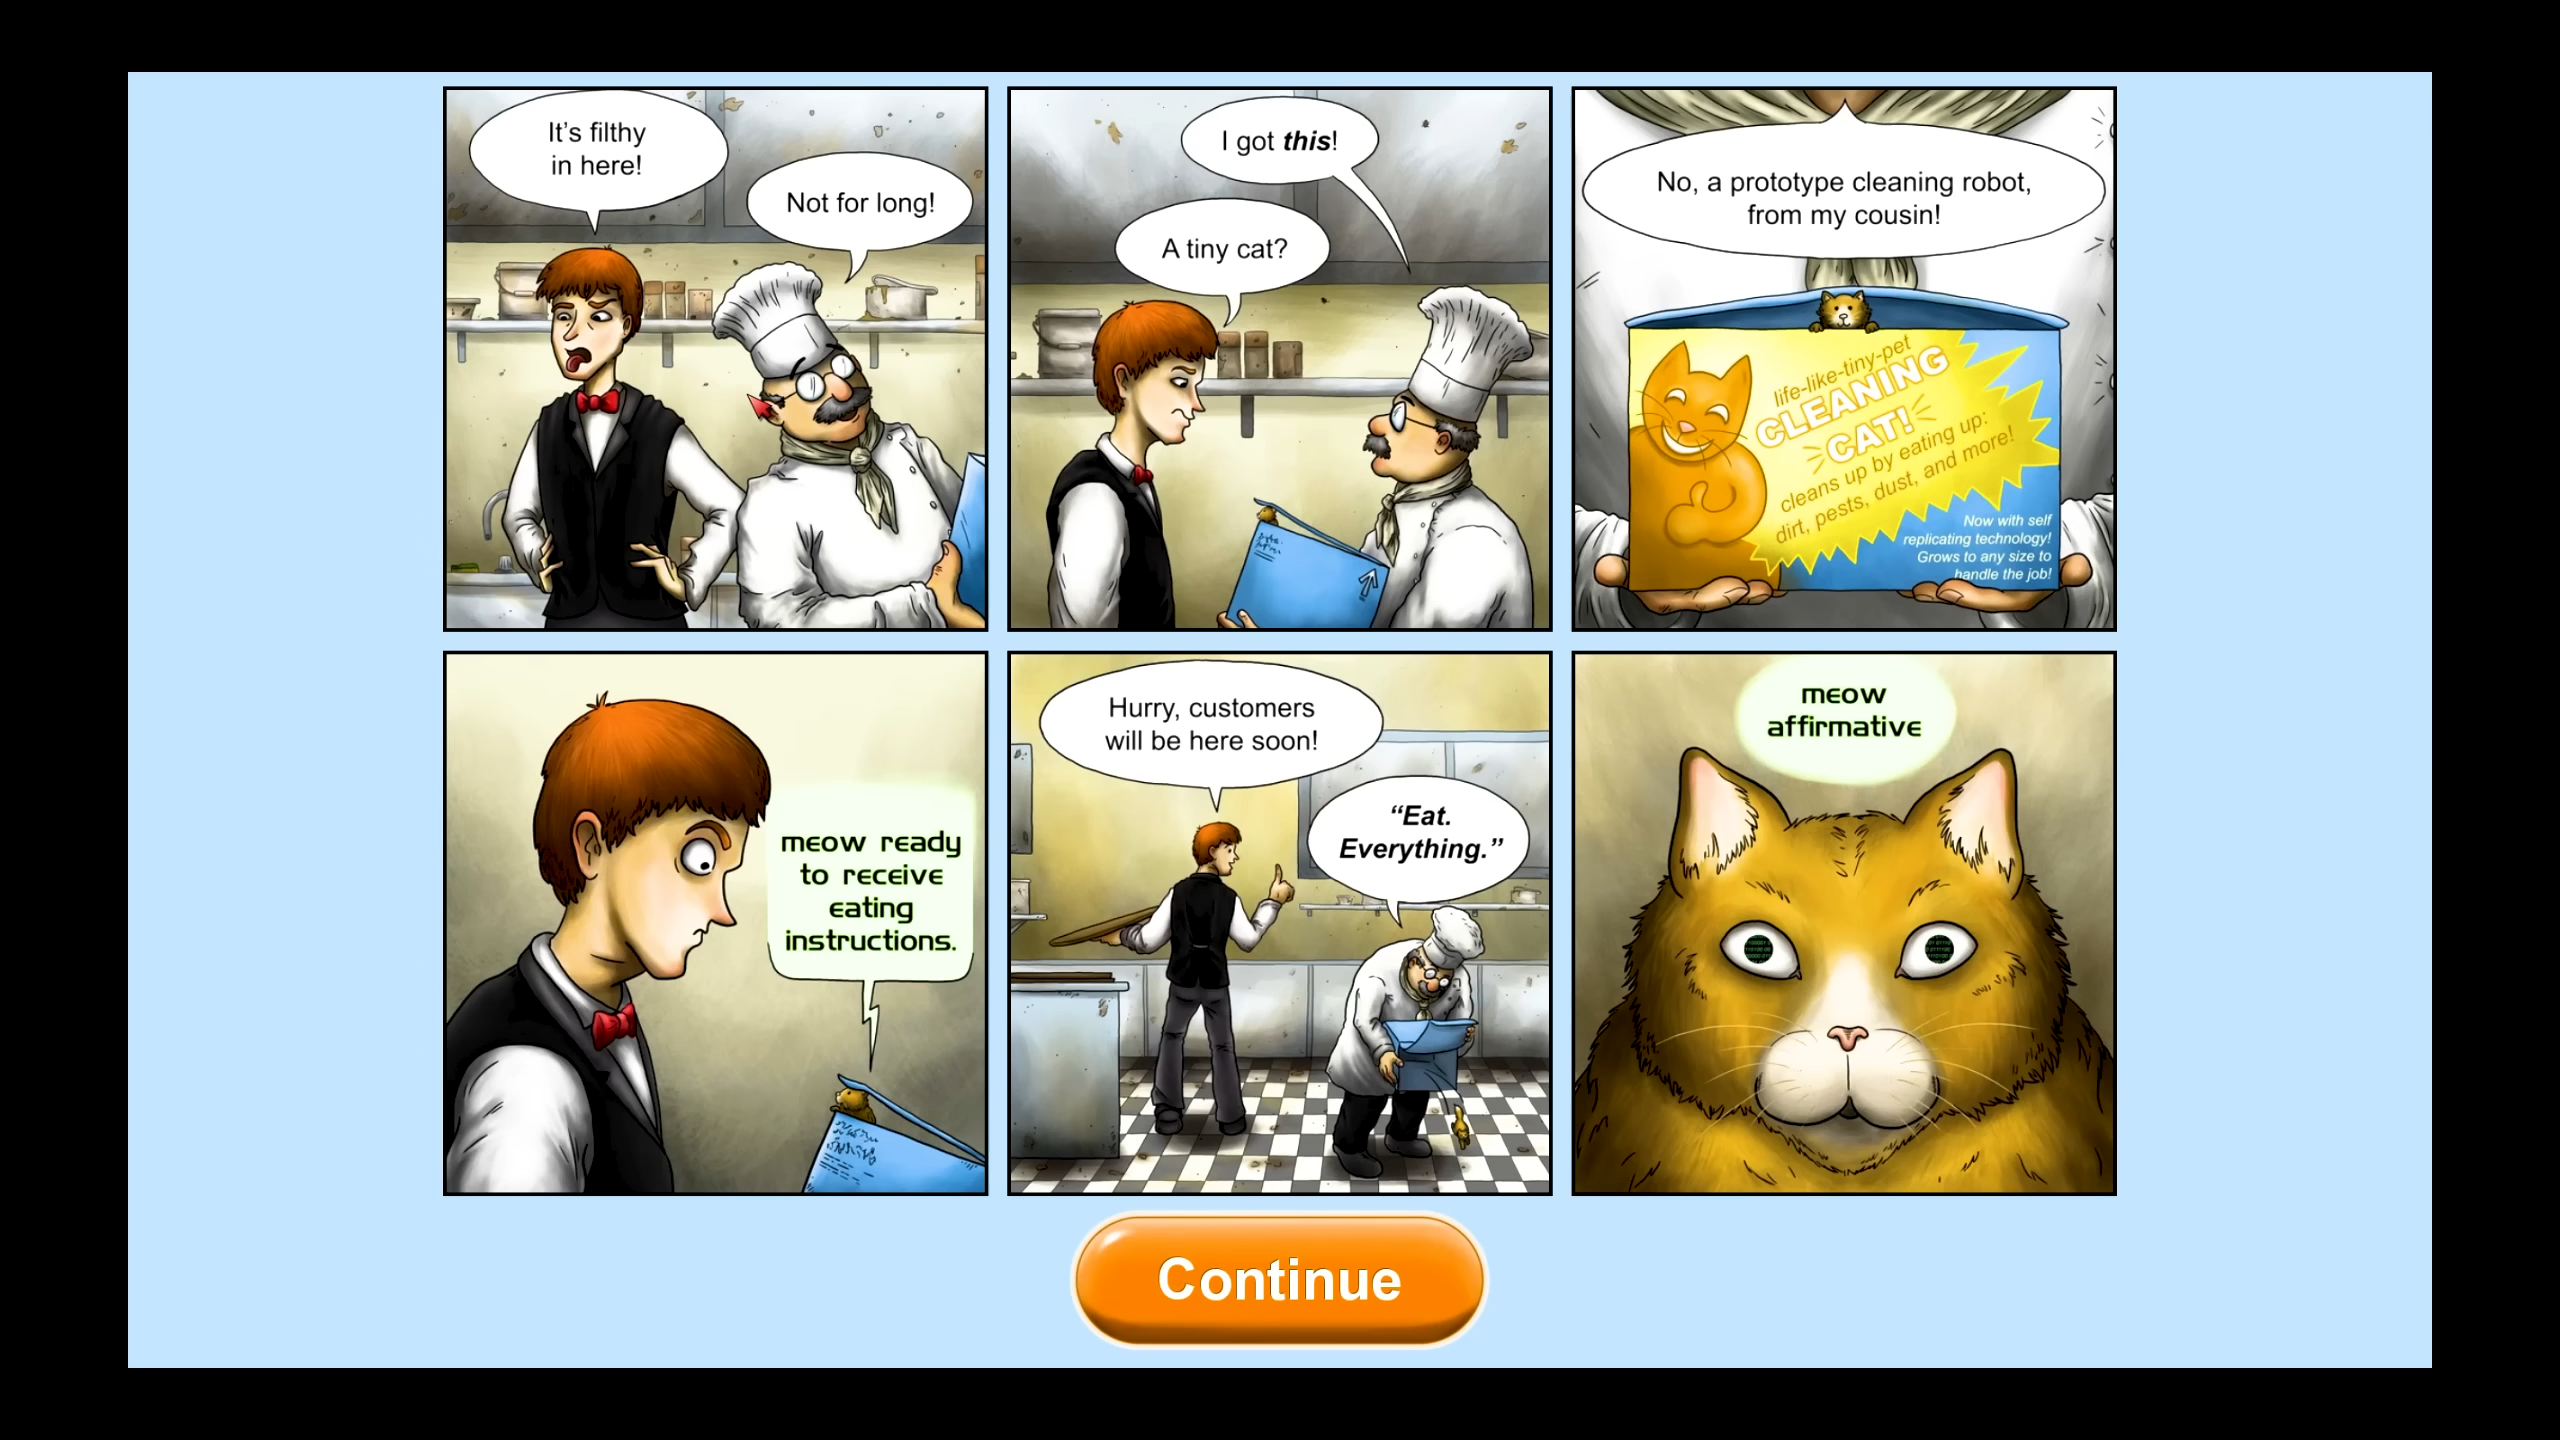 It's filthy
in here!
Not for long!
I got this!
A tiny cat?
No, a prototype cleaning robot,
from my cousin!
life-like-tiny-pet
CLEANING
CAT!
cleans up by eating up:
dirt, pests, dust, and more!
Now with self
replicating technology!
Grows to any size to
handle the job!
meow ready
to receive
eating
instructions.
Hurry, customers
will be here soon!
“Eat.
Everything.”
meow
affirmative
Continue